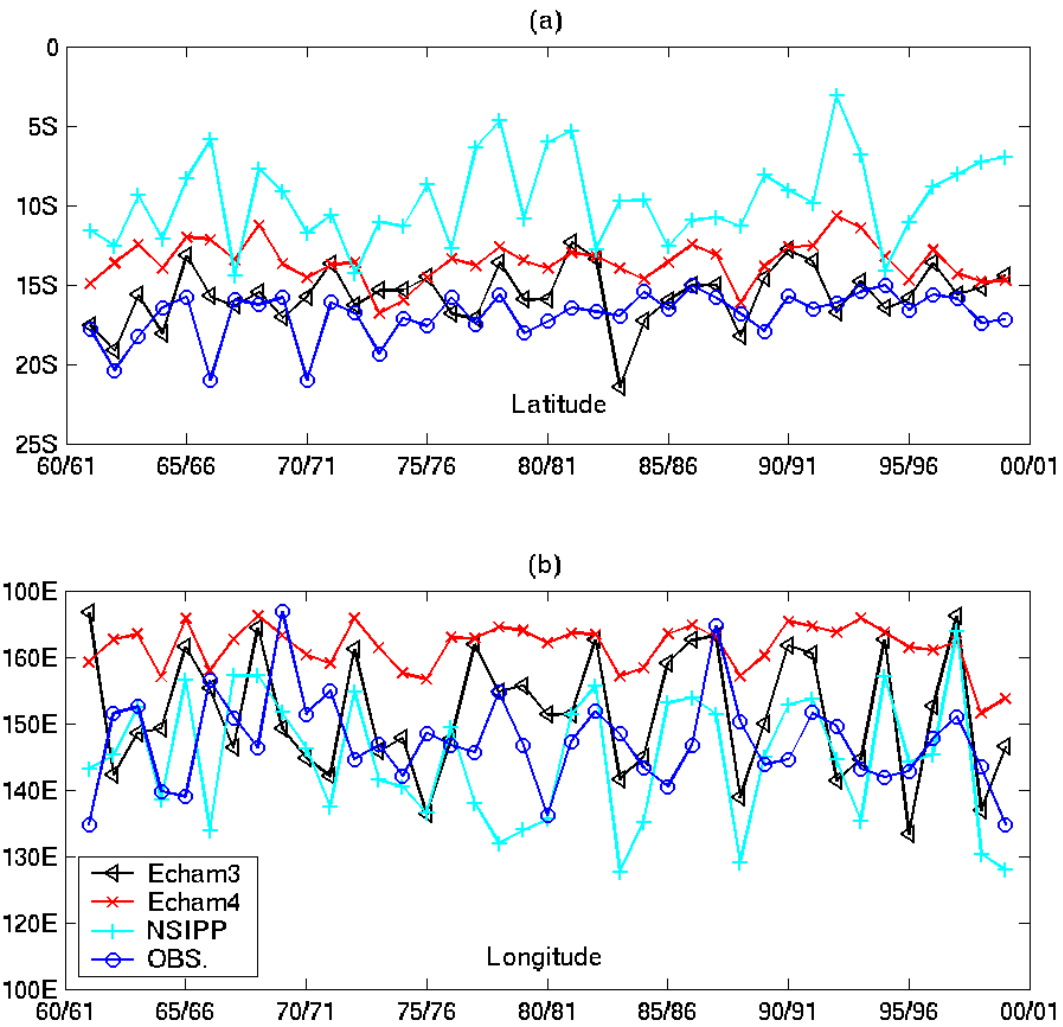 (a)
0
5S
10S
15S
20S
25S
Latitude
60/61 65/66 70/71 75/76 80/81 85/86 90/91 95/96 00/01
(b)
100E
160E
150E
140E
130E
120E
110E
100E
Echam3
Echam4
NSIPP
OBS.
Longitude
60/61 65/66 70/71 75/76 80/81 85/86 90/91 95/96 00/01